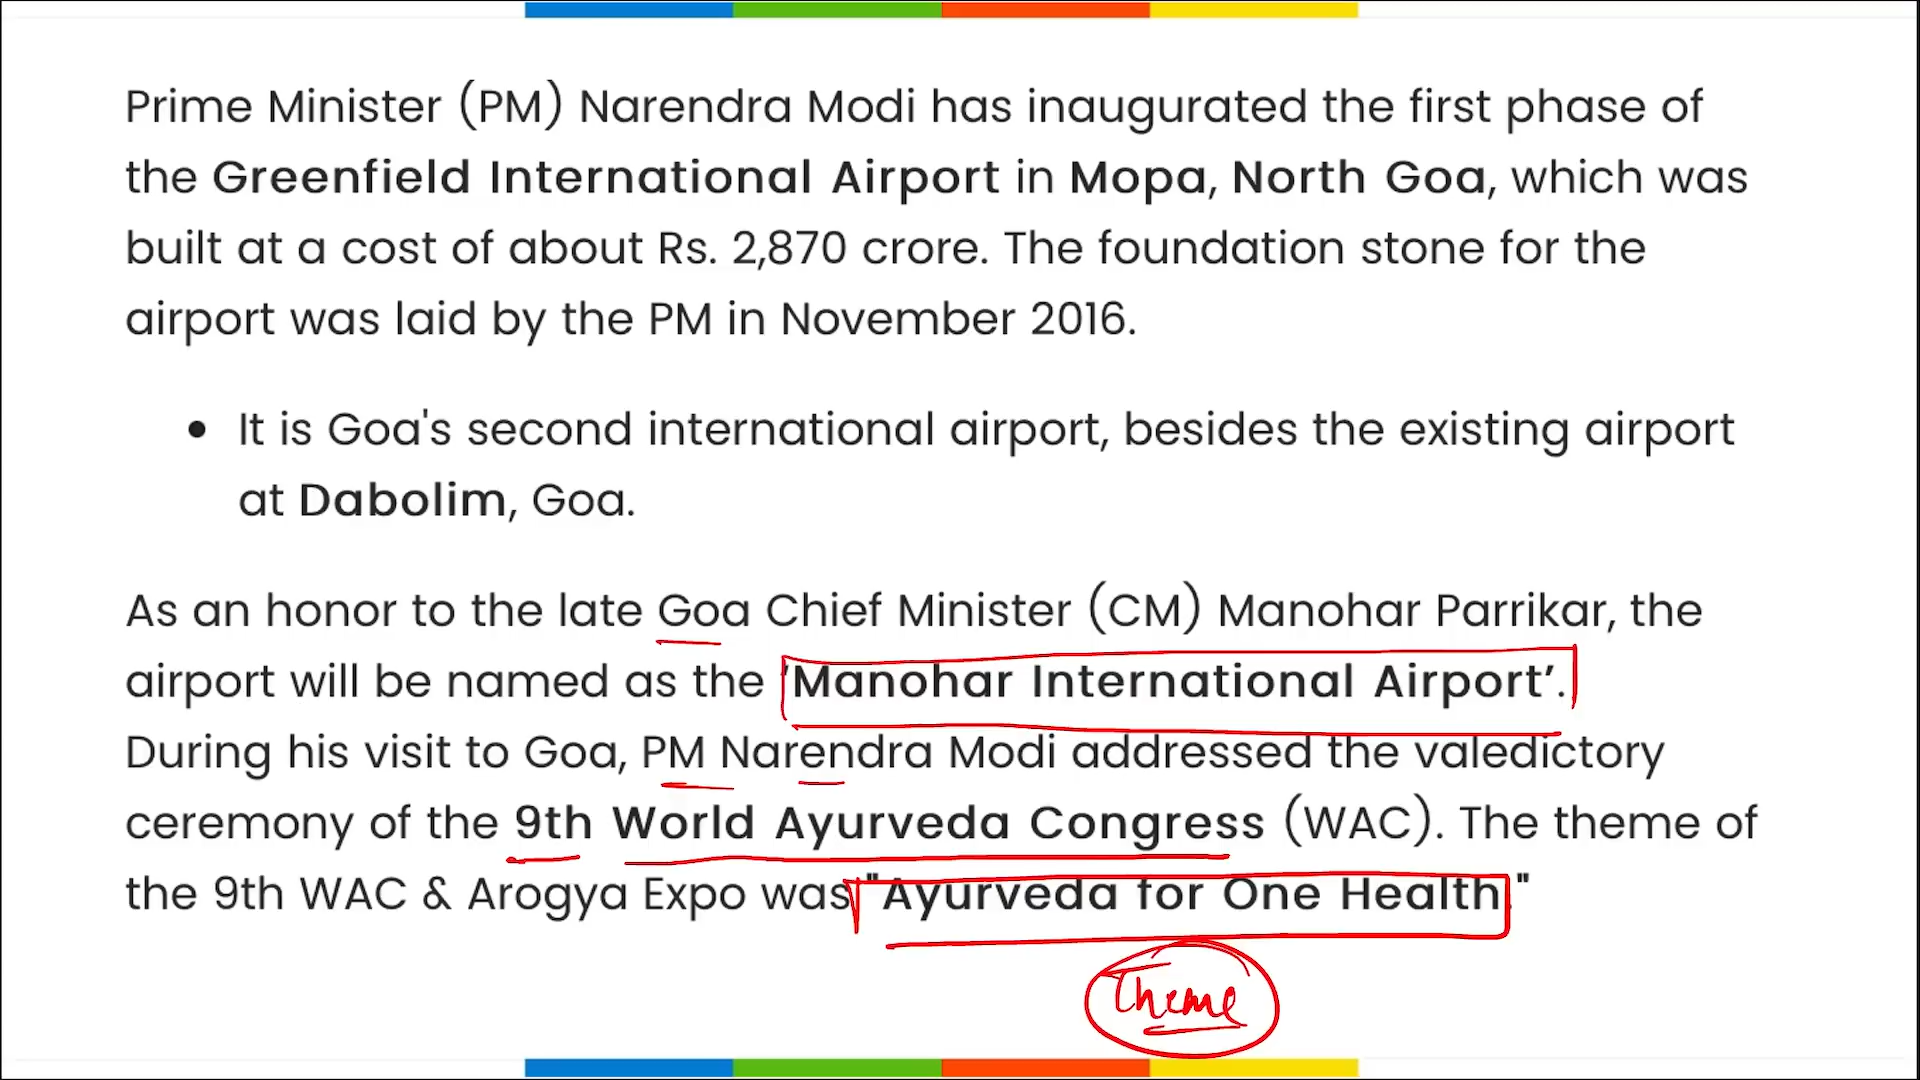 Prime Minister (PM) Narendra Modi has inaugurated the first phase of
the Greenfield International Airport in Mopa, North Goa, which was
built at a cost of about Rs. 2,870 crore. The foundation stone for the
airport was laid by the PM in November 2016.
• It is Goa's second international airport, besides the existing airport
at Dabolim, Goa.
As an honor to the late Goa Chief Minister (CM) Manohar Parrikar, the
airport will be named as the 'Manohar International Airport’.
During his visit to Goa, PM Narendra Modi addressed the valedictory
ceremony of the 9th World Ayurveda Congress (WAC). The theme of
the 9th WAC & Arogya Expo was "Ayurveda for One Health."
Theme